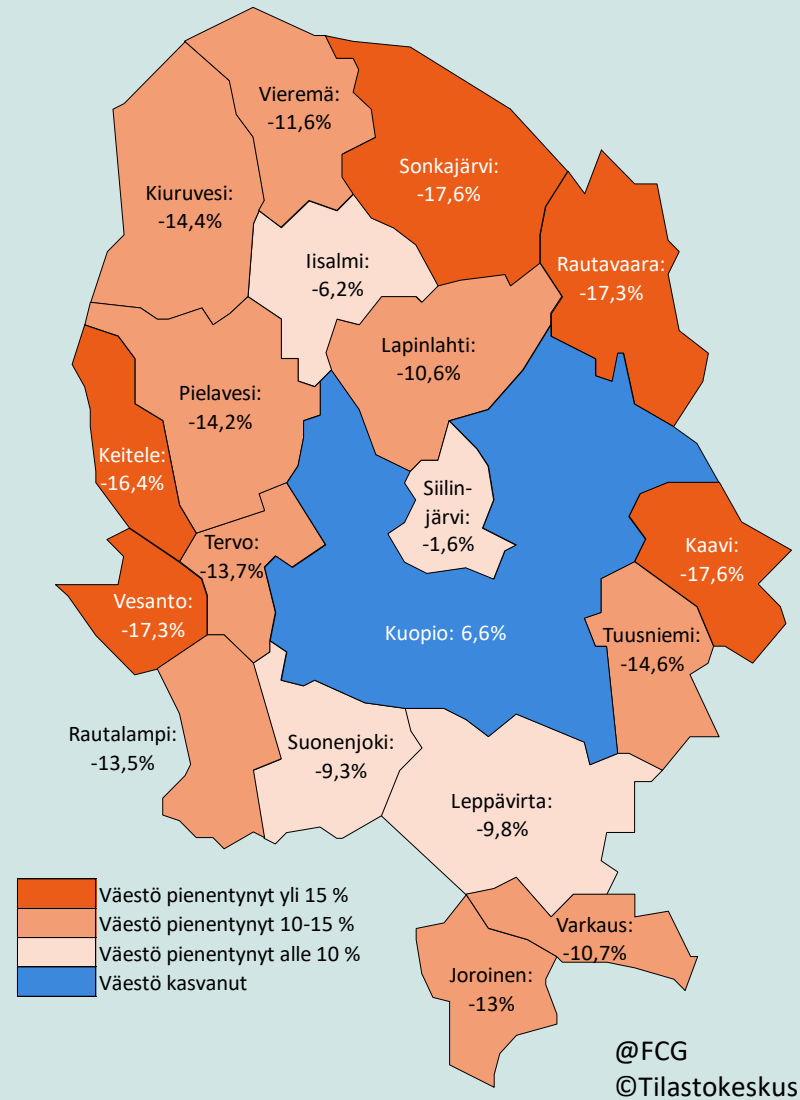 Vieremä:
-11,6%
Sonkajärvi:
-17,6%
Kiuruvesi:
-14,4%
Iisalmi:
-6,2%
Rautavaara:
-17,3%
Lapinlahti:
-10,6%
Pielavesi:
-14,2%
Keitele:
-16,4%
Siilin-
järvi:
-1,6%
Tervo:
-13,7%
Kaavi:
-17,6%
Vesanto:
-17,3%
Kuopio: 6,6%
Tuusniemi:
-14,6%
Rautalampi:
-13,5%
Suonenjoki:
-9,3%
Leppävirta:
-9,8%
Väestö pienentynyt yli 15 %
Väestö pienentynyt 10-15 %
Väestö pienentynyt alle 10 %
Väestö kasvanut
Varkaus:
-10,7%
Joroinen:
-13%
@FCG
©Tilastokeskus